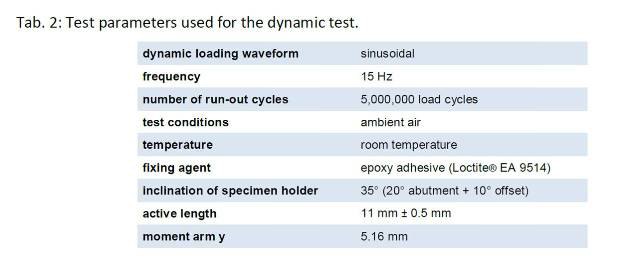 Tab. 2: Test parameters used for the dynamic test.
dynamic loading waveform sinusoidal
frequency 15 Hz
number of run-out cycles 5,000,000 load cycles
test conditions ambient air
temperature room temperature
fixing agent epoxy adhesive (Loctite® EA 9514)
inclination of specimen holder 35° (20° abutment + 10° offset)
active length 11 mm ± 0.5 mm
moment arm y 5.16 mm